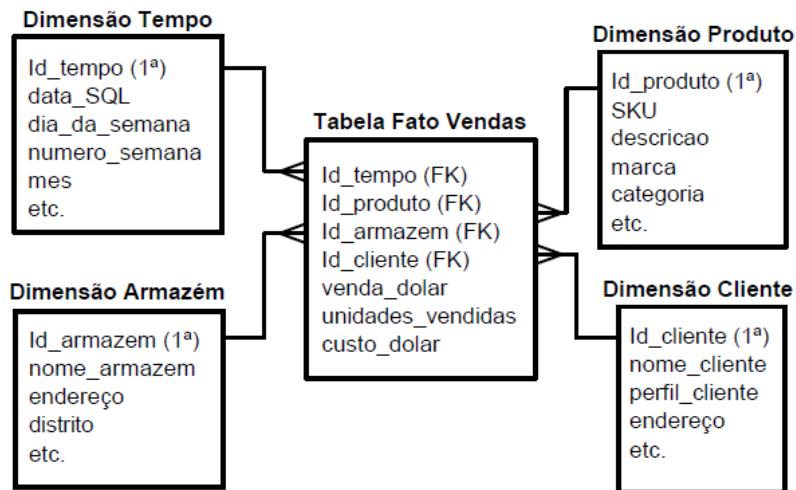 Dimensão Tempo
Id_tempo (1ª)
data_SQL
dia_da_semana
numero_semana
mes
etc.
Dimensão Produto
Id_produto (1ª)
SKU
descricao
marca
categoria
etc.
Tabela Fato Vendas
Id_tempo (FK)
Id_produto (FK)
Id_armazem (FK)
Id_cliente (FK)
venda_dolar
unidades_vendidas
custo_dolar
Dimensão Armazém
Id_armazem (1ª)
nome_armazem
endereço
distrito
etc.
Dimensão Cliente
Id_cliente (1ª)
nome_cliente
perfil_cliente
endereço
etc.